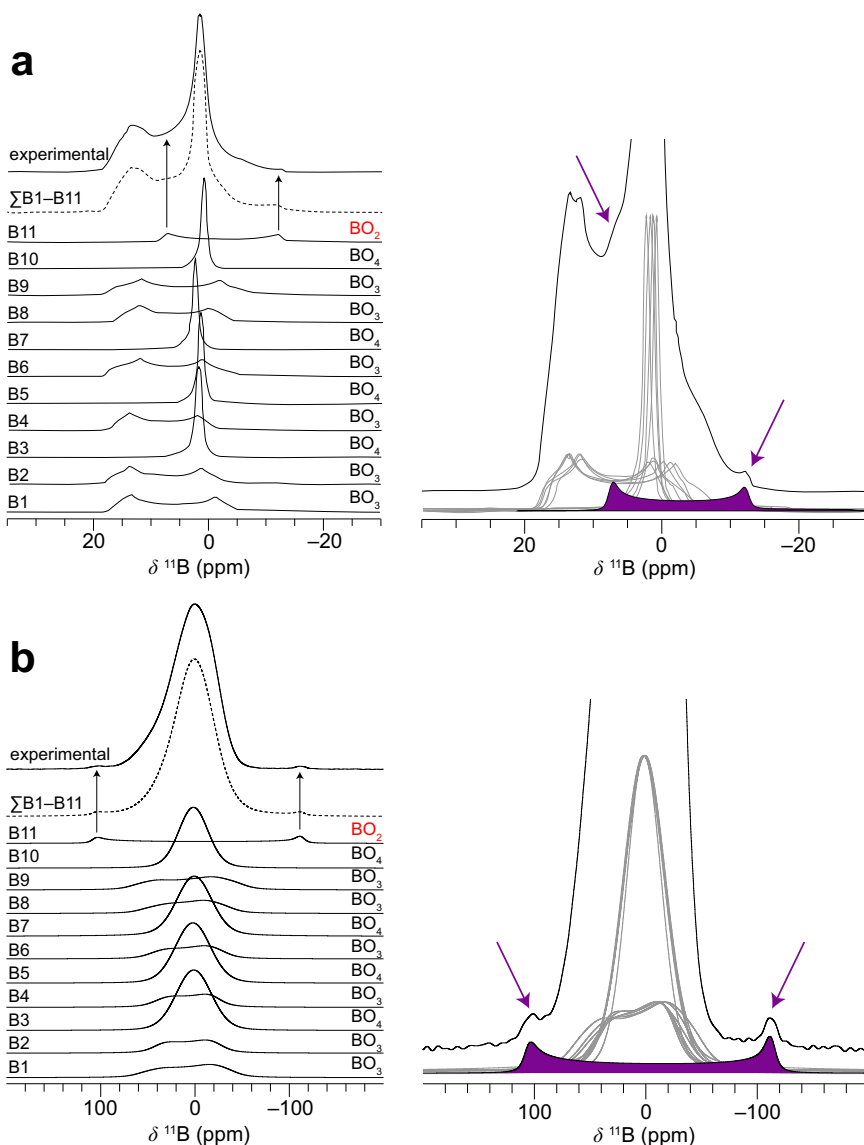 a
experimental
∑B1–B11
B11 BO₂
B10 BO₄
B9 BO₃
B8 BO₃
B7 BO₄
B6 BO₃
B5 BO₄
B4 BO₃
B3 BO₄
B2 BO₃
B1 BO₃
20 0 –20
δ ¹¹B (ppm)
20 0 –20
δ ¹¹B (ppm)
b
experimental
∑B1–B11
B11 BO₂
B10 BO₄
B9 BO₃
B8 BO₃
B7 BO₄
B6 BO₃
B5 BO₄
B4 BO₃
B3 BO₄
B2 BO₃
B1 BO₃
100 0 –100
δ ¹¹B (ppm)
100 0 –100
δ ¹¹B (ppm)